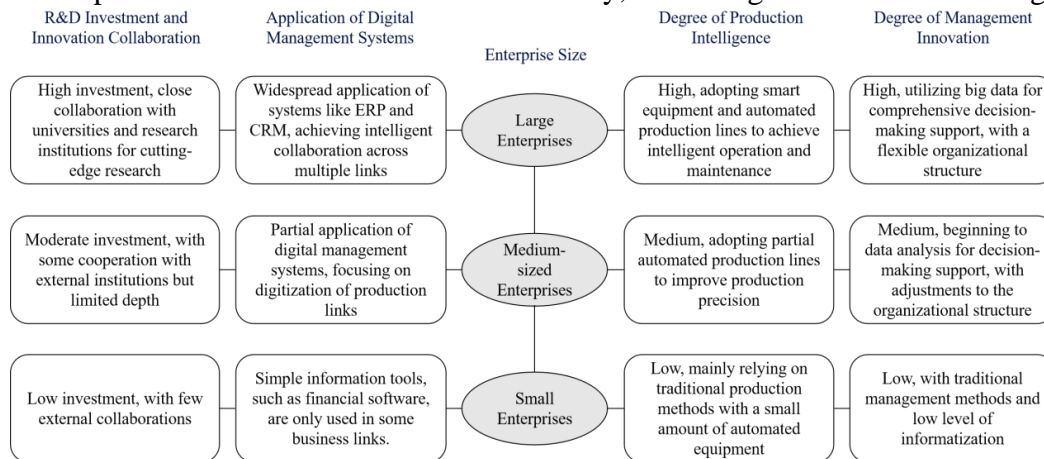 R&D Investment and
Innovation Collaboration
Application of Digital
Management Systems
Enterprise Size
Degree of Production
Intelligence
Degree of Management
Innovation
High investment, close
collaboration with
universities and research
institutions for cutting-
edge research
Widespread application of
systems like ERP and
CRM, achieving intelligent
collaboration across
multiple links
Large
Enterprises
High, adopting smart
equipment and automated
production lines to achieve
intelligent operation and
maintenance
High, utilizing big data for
comprehensive decision-
making support, with a
flexible organizational
structure
Moderate investment, with
some cooperation with
external institutions but
limited depth
Partial application of
digital management
systems, focusing on
digitization of production
links
Medium-
sized
Enterprises
Medium, adopting partial
automated production lines
to improve production
precision
Medium, beginning to
data analysis for decision-
making support, with
adjustments to the
organizational structure
Low investment, with few
external collaborations
Simple information tools,
such as financial software,
are only used in some
business links.
Small
Enterprises
Low, mainly relying on
traditional production
methods with a small
amount of automated
equipment
Low, with traditional
management methods and
low level of
informatization